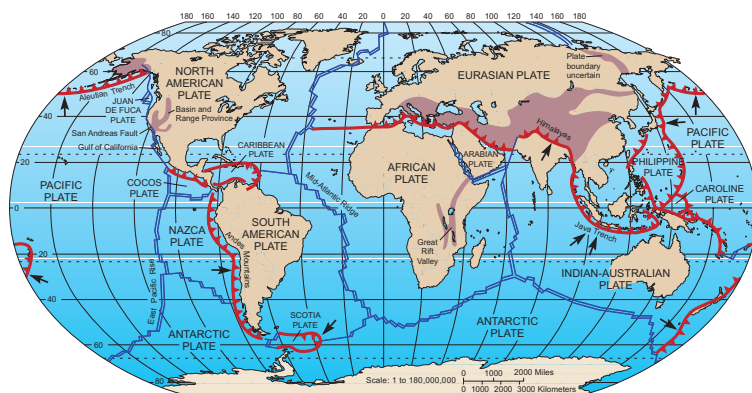 180
160
140
120
100
80
60
40
20
0
20
40
60
80
100
120
140
160
180
80
60
40
20
0
20
40
60
80
NORTH
AMERICAN
PLATE
Aleutian Trench
JUAN
DE FUCA
PLATE
Basin and
Range Province
San Andreas Fault
Gulf of California
CARIBBEAN
PLATE
COCOS
PLATE
PACIFIC
PLATE
NAZCA
PLATE
SOUTH
AMERICAN
PLATE
Andes Mountains
East Pacific Rise
Mid-Atlantic Ridge
SCOTIA
PLATE
ANTARCTIC
PLATE
EURASIAN PLATE
Plate
boundary
uncertain
Himalayas
ARABIAN
PLATE
AFRICAN
PLATE
Great
Rift
Valley
PACIFIC
PLATE
PHILIPPINE
PLATE
CAROLINE
PLATE
Java Trench
INDIAN-AUSTRALIAN
PLATE
ANTARCTIC
PLATE
Scale: 1 to 180,000,000
0 1000 2000 Miles
0 1000 2000 3000 Kilometers